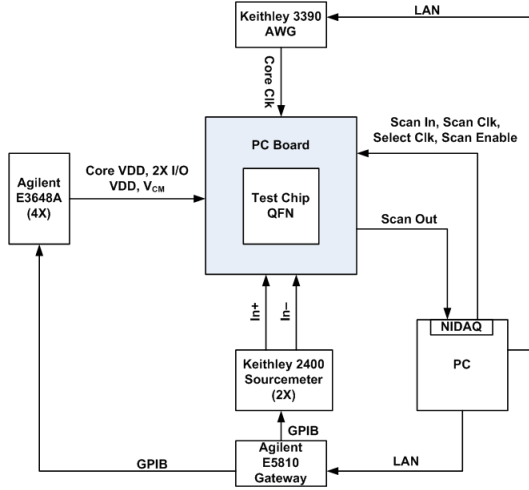 Keithley 3390
AWG
LAN
Core Clk
Scan In, Scan Clk,
Select Clk, Scan Enable
PC Board
Core VDD, 2X I/O
VDD, VCM
Agilent
E3648A
(4X)
Test Chip
QFN
Scan Out
In+
In–
NIDAQ
PC
Keithley 2400
Sourcemeter
(2X)
GPIB
Agilent
E5810
Gateway
GPIB
LAN